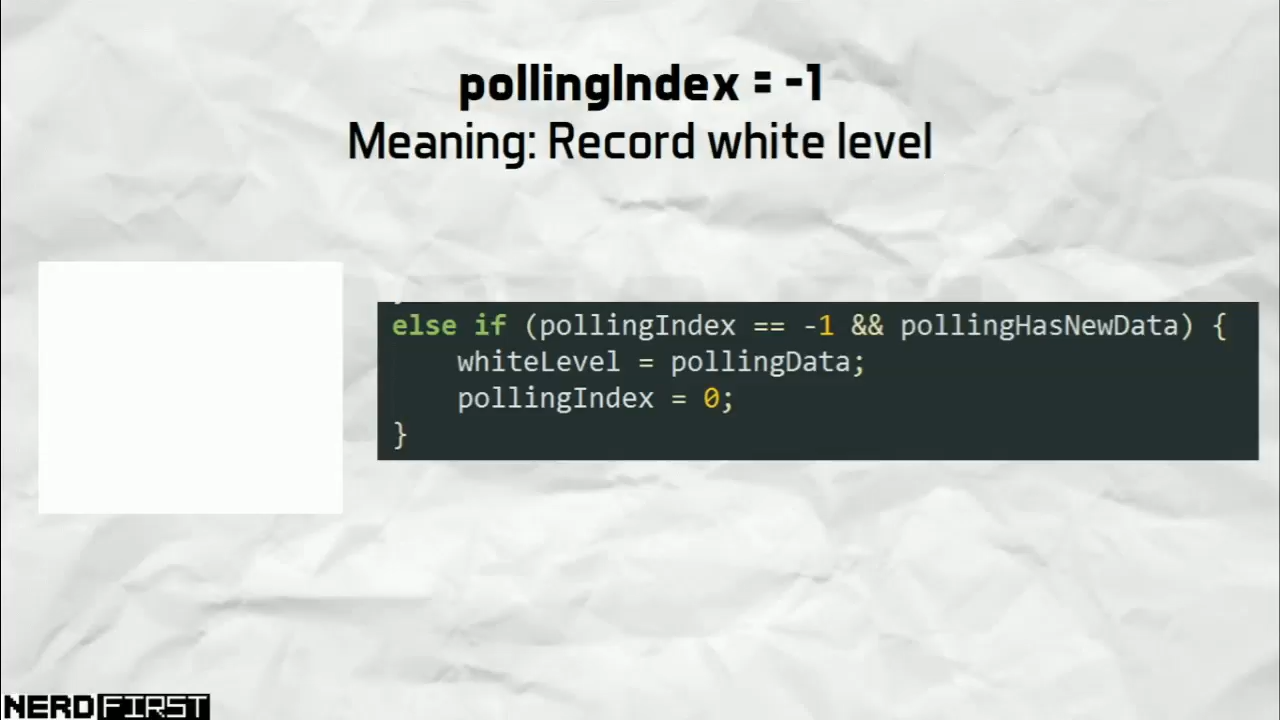 pollingIndex = -1
Meaning: Record white level
else if (pollingIndex == -1 && pollingHasNewData) {
    whiteLevel = pollingData;
    pollingIndex = 0;
}
NERDFIRST